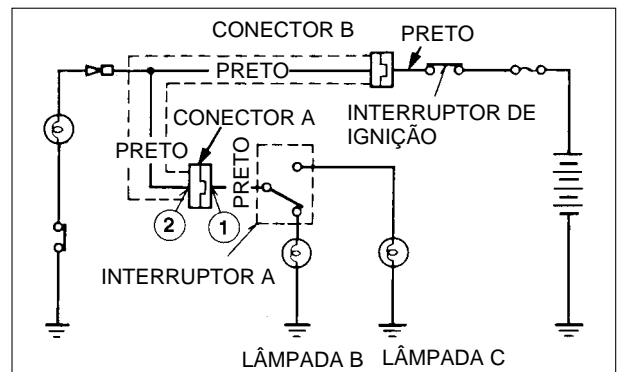 CONECTOR B
PRETO
PRETO
INTERRUPTOR DE
IGNIÇÃO
CONECTOR A
PRETO
PRETO
2
1
INTERRUPTOR A
LÂMPADA B
LÂMPADA C